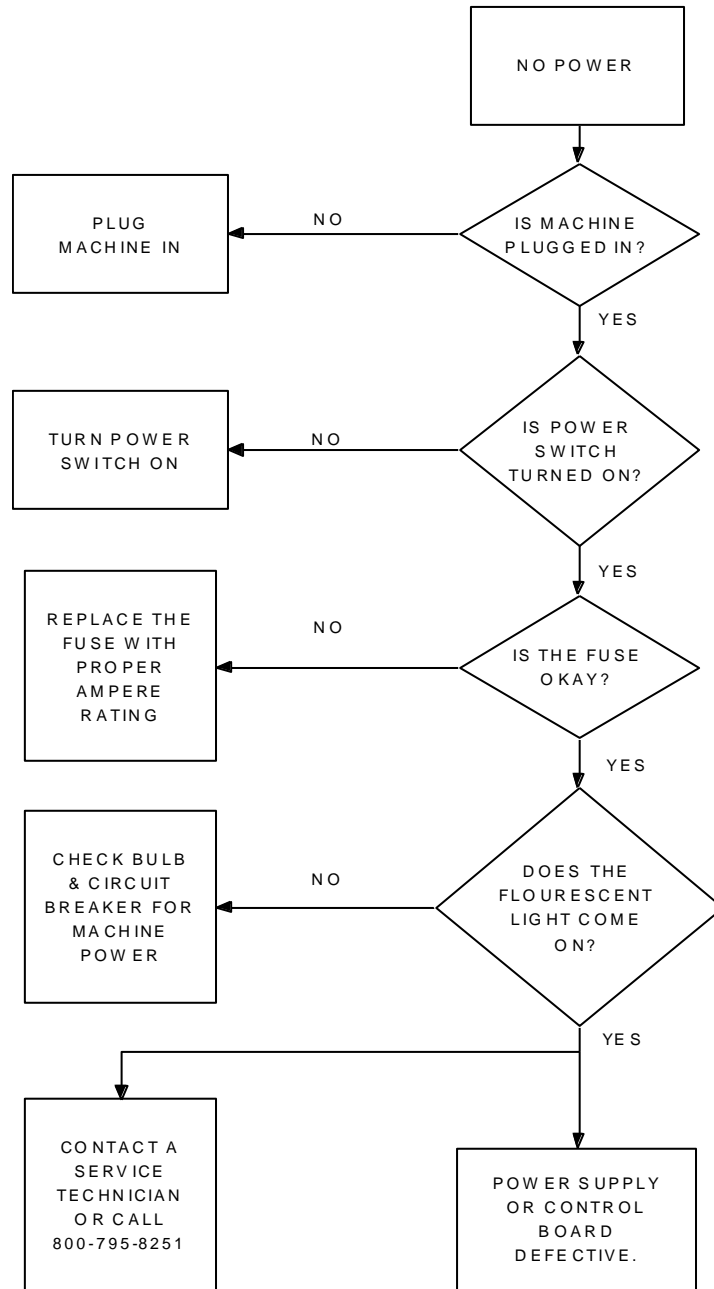 NO POWER
PLUG
MACHINE IN
NO
IS MACHINE
PLUGGED IN?
YES
TURN POWER
SWITCH ON
NO
IS POWER
SWITCH
TURNED ON?
YES
REPLACE THE
FUSE WITH
PROPER
AMPERE
RATING
NO
IS THE FUSE
OKAY?
YES
CHECK BULB
& CIRCUIT
BREAKER FOR
MACHINE
POWER
NO
DOES THE
FLOURESCENT
LIGHT COME
ON?
YES
CONTACT A
SERVICE
TECHNICIAN
OR CALL
800-795-8251
POWER SUPPLY
OR CONTROL
BOARD
DEFECTIVE.